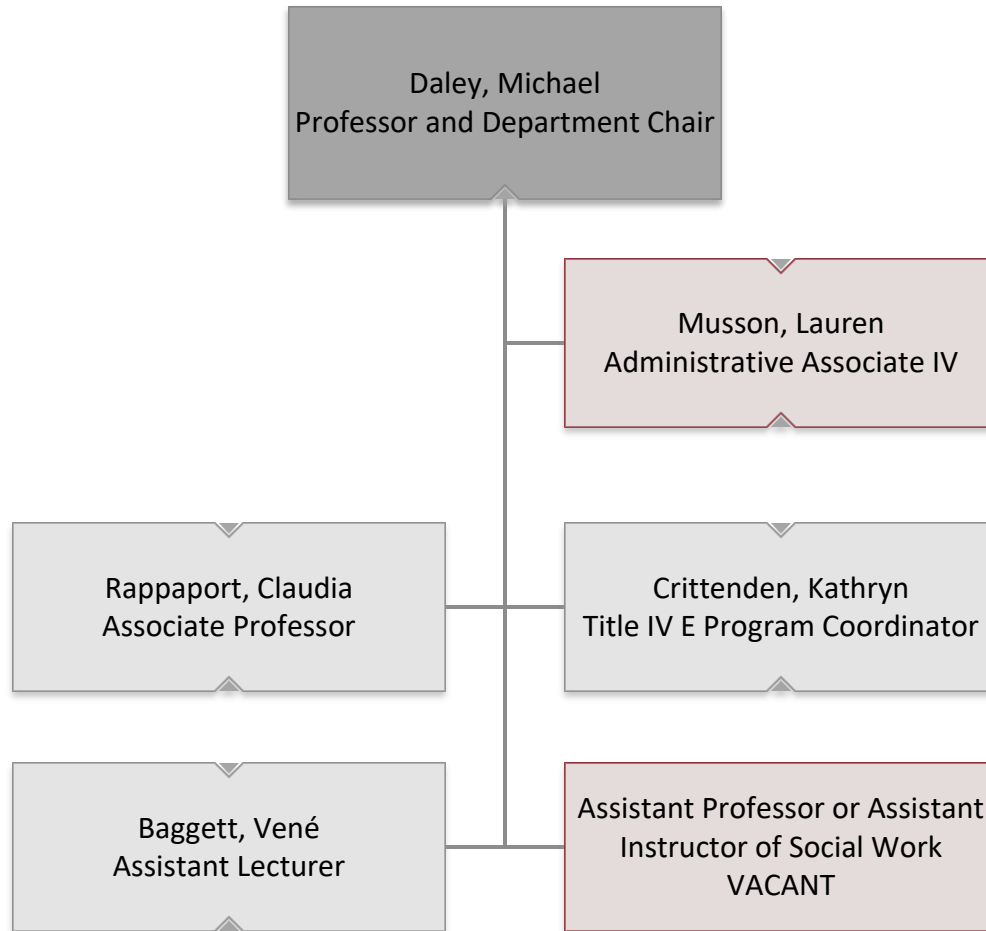 Daley, Michael
Professor and Department Chair
Musson, Lauren
Administrative Associate IV
Rappaport, Claudia
Associate Professor
Crittenden, Kathryn
Title IV E Program Coordinator
Baggett, Vené
Assistant Lecturer
Assistant Professor or Assistant
Instructor of Social Work
VACANT